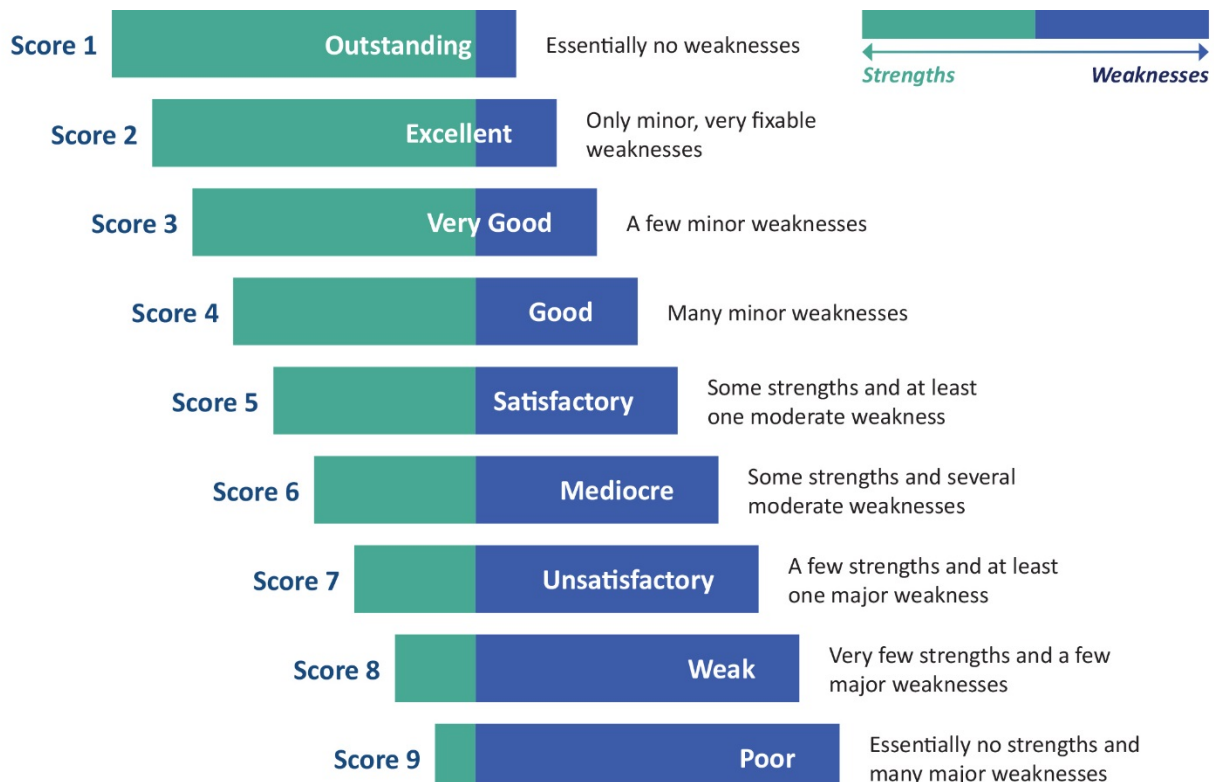 Score 1
Outstanding
Essentially no weaknesses
Strengths
Weaknesses
Score 2
Excellent
Only minor, very fixable
weaknesses
Score 3
Very Good
A few minor weaknesses
Score 4
Good
Many minor weaknesses
Score 5
Satisfactory
Some strengths and at least
one moderate weakness
Score 6
Mediocre
Some strengths and several
moderate weaknesses
Score 7
Unsatisfactory
A few strengths and at least
one major weakness
Score 8
Weak
Very few strengths and a few
major weaknesses
Score 9
Poor
Essentially no strengths and
many major weaknesses